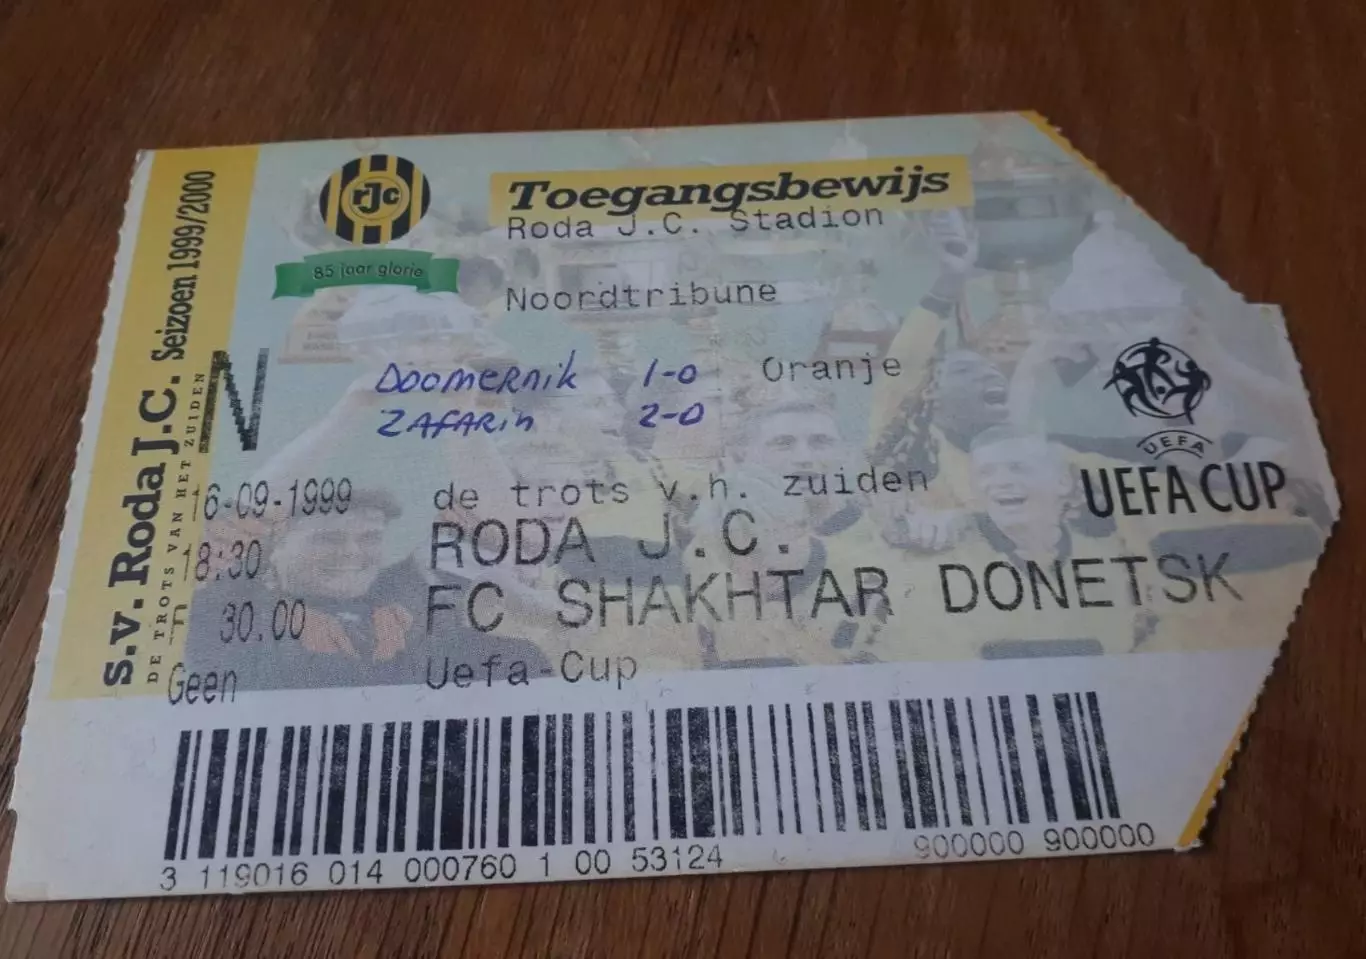 s.v. Roda J.C. Seizoen 1999/2000
DE TROTS VAN HET ZUIDEN
rJc
85 jaar glorie
Toegangsbewijs
Roda J.C. Stadion
Noordtribune
Doomernik 1-0 Oranje
Zafarin 2-0
N
16-09-1999 de trots v.h. zuiden
18:30 RODA J.C.
30.00 FC SHAKHTAR DONETSK
Geen Uefa-Cup
UEFA
UEFA CUP
3 119016 014 000760 1 00 53124 900000 900000